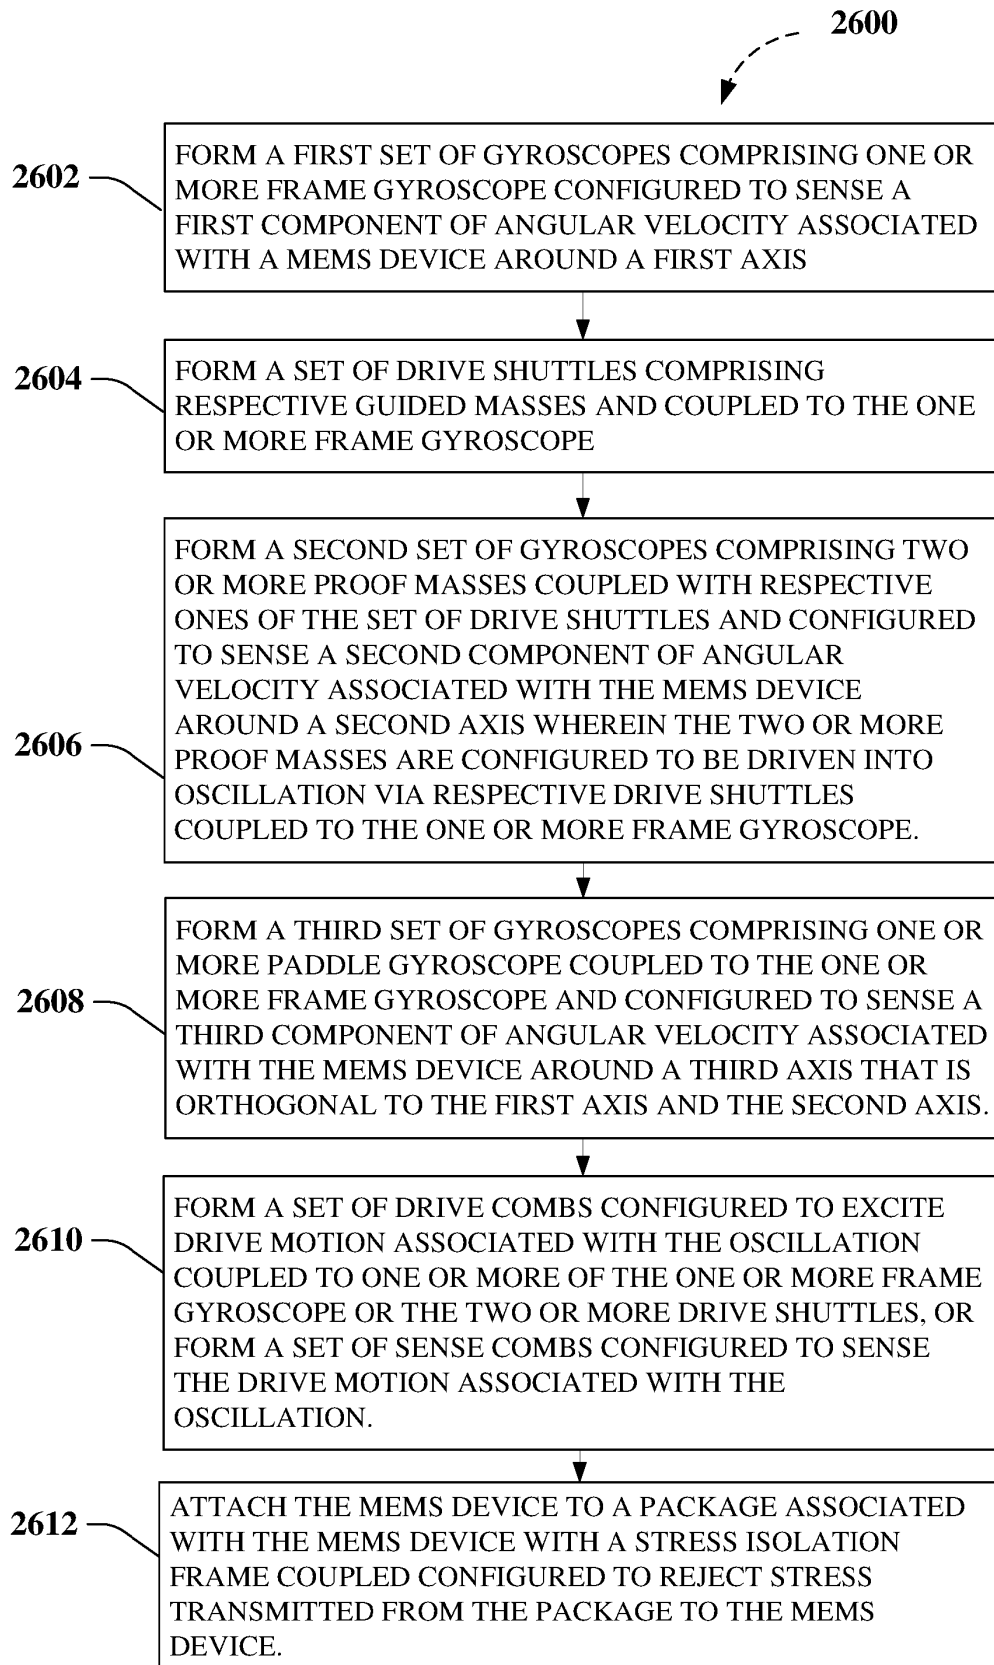 2600
2602
FORM A FIRST SET OF GYROSCOPES COMPRISING ONE OR
MORE FRAME GYROSCOPE CONFIGURED TO SENSE A
FIRST COMPONENT OF ANGULAR VELOCITY ASSOCIATED
WITH A MEMS DEVICE AROUND A FIRST AXIS
2604
FORM A SET OF DRIVE SHUTTLES COMPRISING
RESPECTIVE GUIDED MASSES AND COUPLED TO THE ONE
OR MORE FRAME GYROSCOPE
2606
FORM A SECOND SET OF GYROSCOPES COMPRISING TWO
OR MORE PROOF MASSES COUPLED WITH RESPECTIVE
ONES OF THE SET OF DRIVE SHUTTLES AND CONFIGURED
TO SENSE A SECOND COMPONENT OF ANGULAR
VELOCITY ASSOCIATED WITH THE MEMS DEVICE
AROUND A SECOND AXIS WHEREIN THE TWO OR MORE
PROOF MASSES ARE CONFIGURED TO BE DRIVEN INTO
OSCILLATION VIA RESPECTIVE DRIVE SHUTTLES
COUPLED TO THE ONE OR MORE FRAME GYROSCOPE.
2608
FORM A THIRD SET OF GYROSCOPES COMPRISING ONE OR
MORE PADDLE GYROSCOPE COUPLED TO THE ONE OR
MORE FRAME GYROSCOPE AND CONFIGURED TO SENSE A
THIRD COMPONENT OF ANGULAR VELOCITY ASSOCIATED
WITH THE MEMS DEVICE AROUND A THIRD AXIS THAT IS
ORTHOGONAL TO THE FIRST AXIS AND THE SECOND AXIS.
2610
FORM A SET OF DRIVE COMBS CONFIGURED TO EXCITE
DRIVE MOTION ASSOCIATED WITH THE OSCILLATION
COUPLED TO ONE OR MORE OF THE ONE OR MORE FRAME
GYROSCOPE OR THE TWO OR MORE DRIVE SHUTTLES, OR
FORM A SET OF SENSE COMBS CONFIGURED TO SENSE
THE DRIVE MOTION ASSOCIATED WITH THE
OSCILLATION.
2612
ATTACH THE MEMS DEVICE TO A PACKAGE ASSOCIATED
WITH THE MEMS DEVICE WITH A STRESS ISOLATION
FRAME COUPLED CONFIGURED TO REJECT STRESS
TRANSMITTED FROM THE PACKAGE TO THE MEMS
DEVICE.